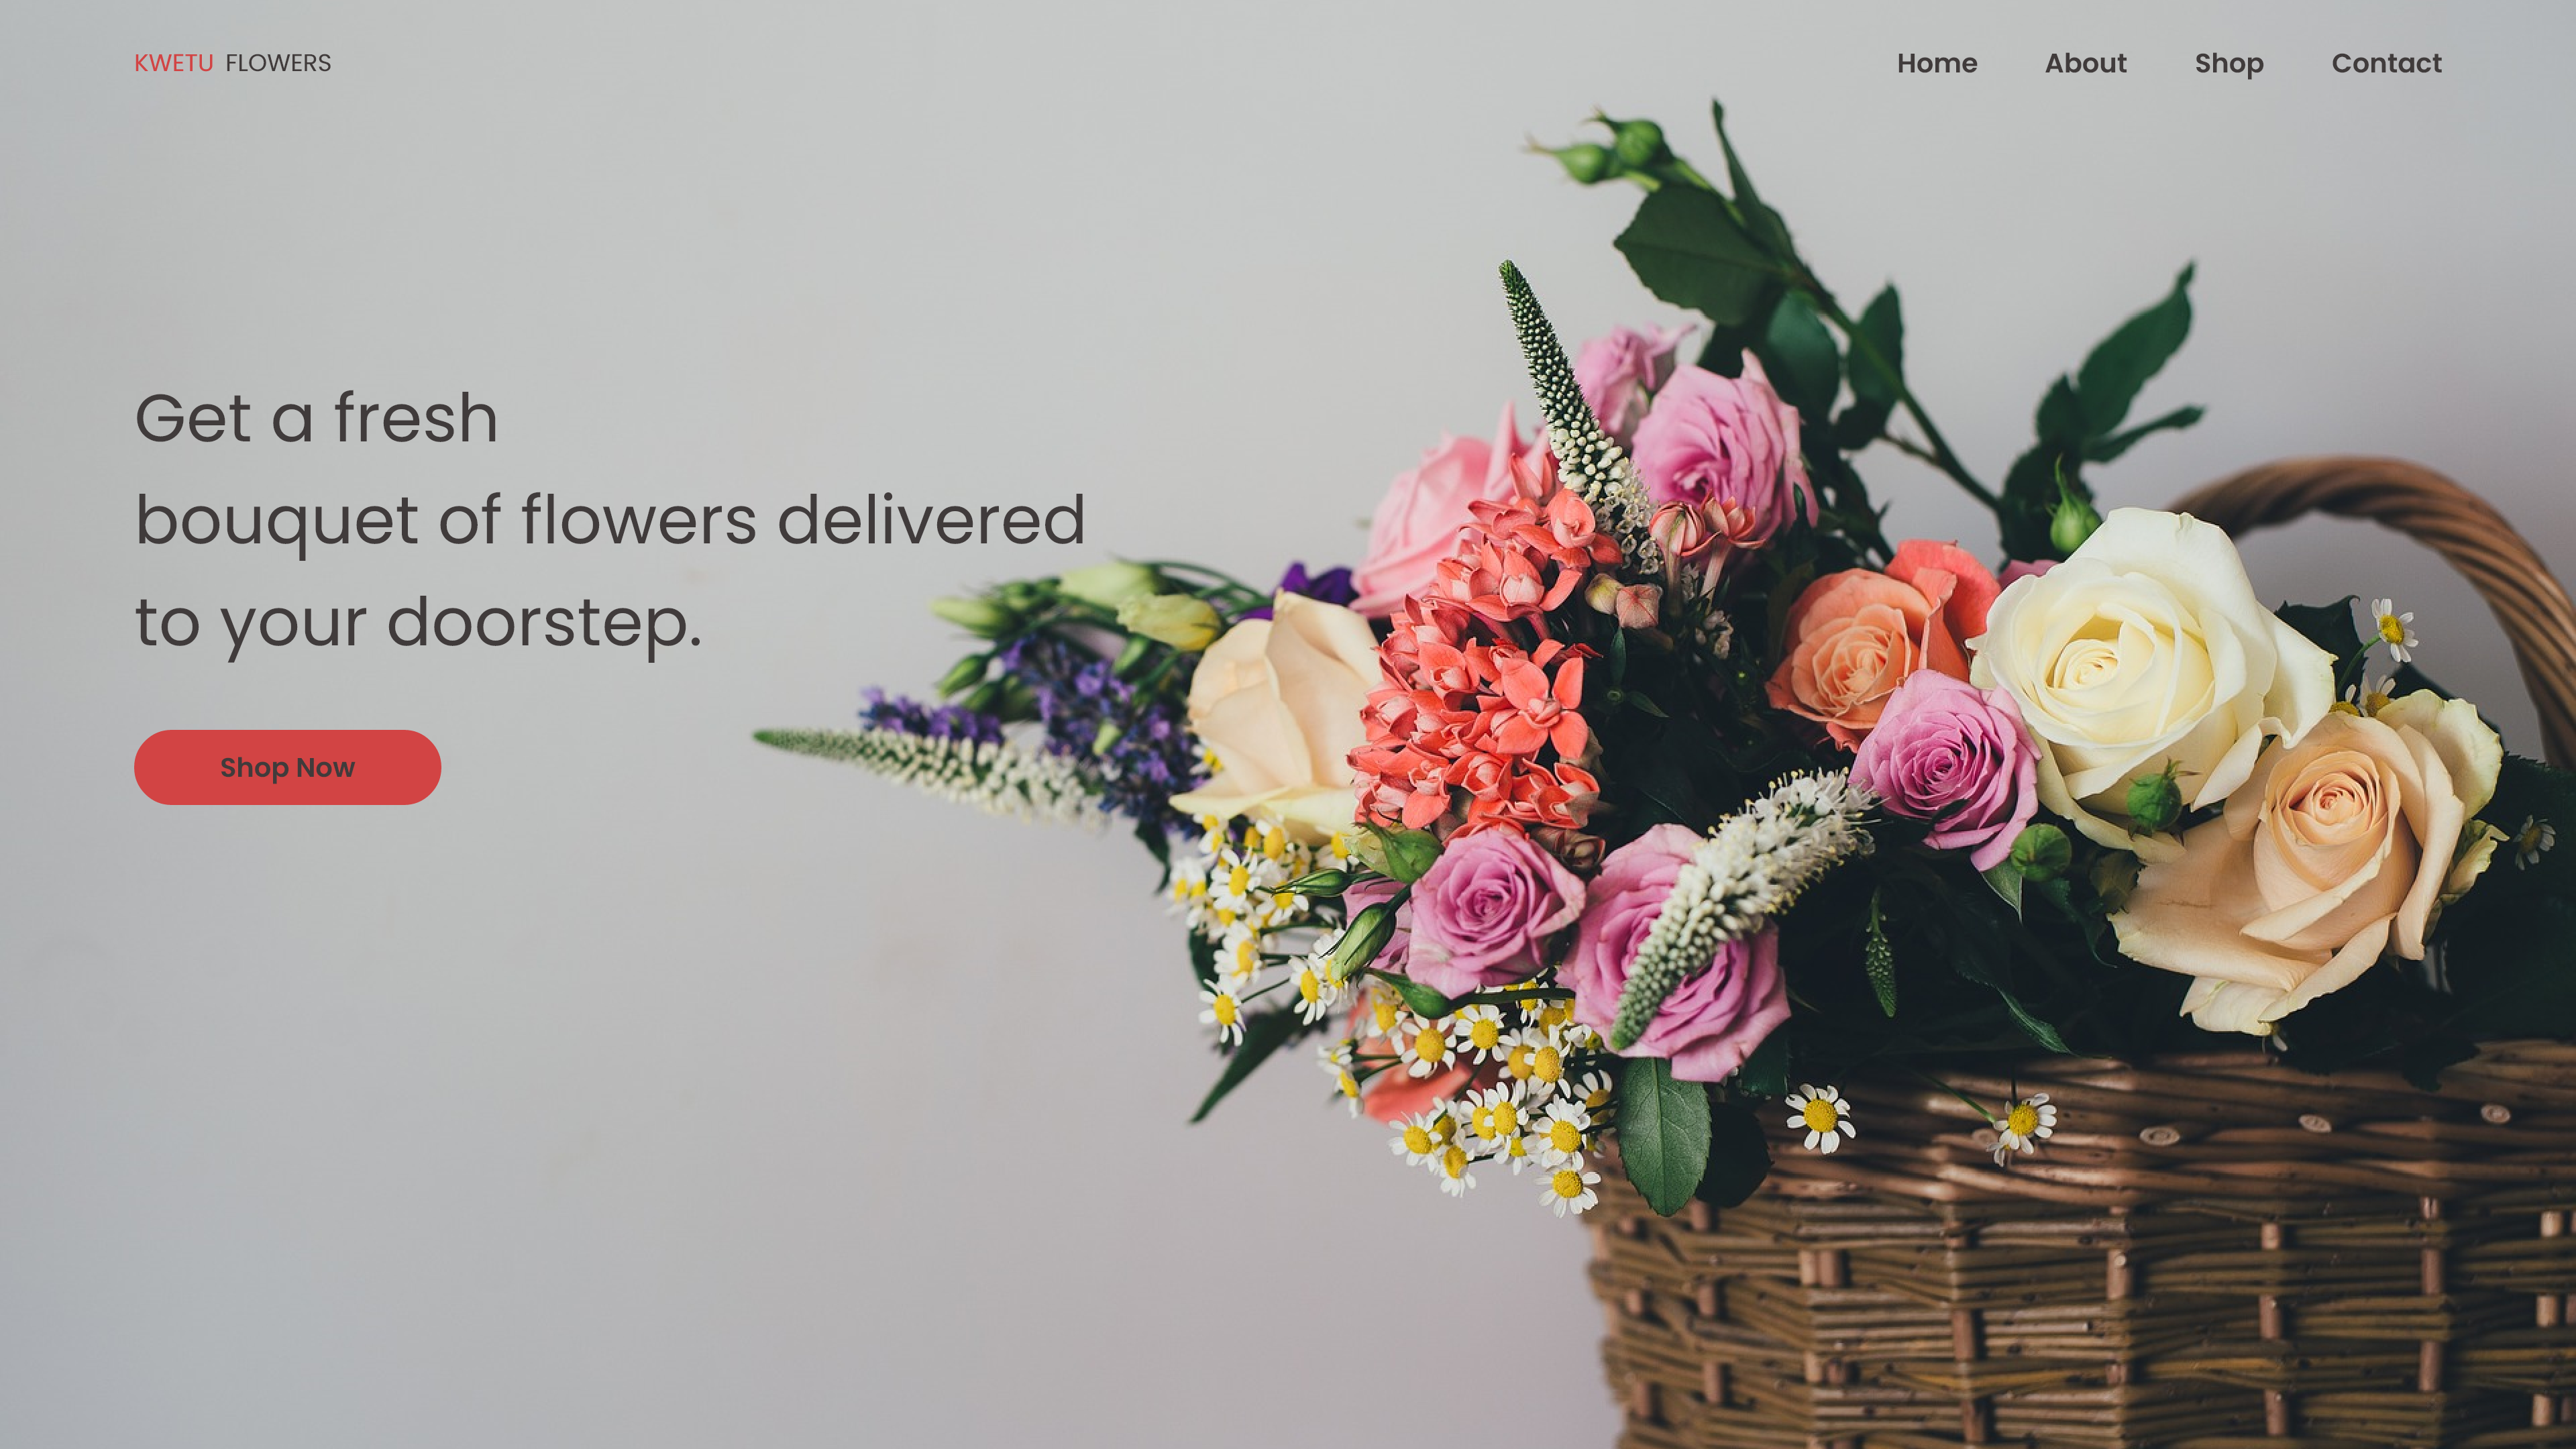 KWETU FLOWERS
Home About Shop Contact
Get a fresh
bouquet of flowers delivered
to your doorstep.
Shop Now